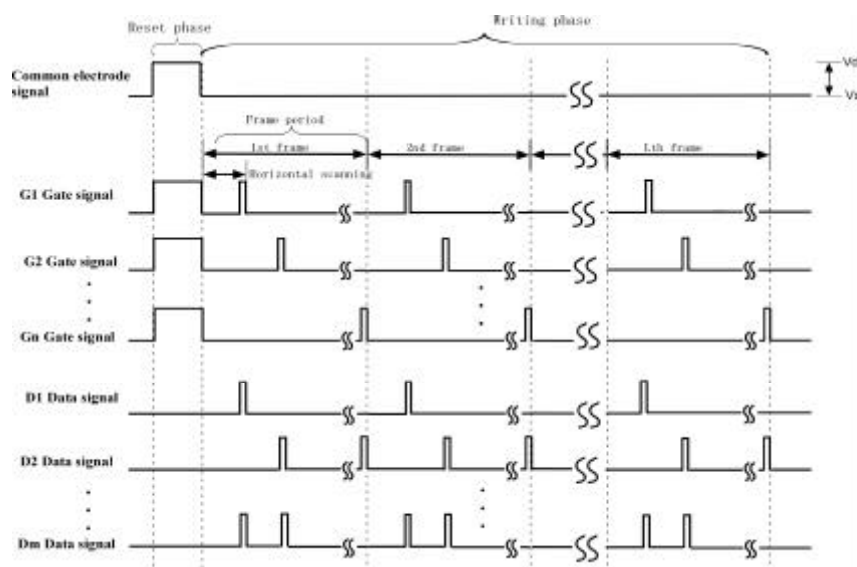 Reset phase
Writing phase
Common electrode
signal
Frame period
1st frame
2nd frame
Lth frame
Horizontal scanning
G1 Gate signal
G2 Gate signal
Gn Gate signal
D1 Data signal
D2 Data signal
Dm Data signal